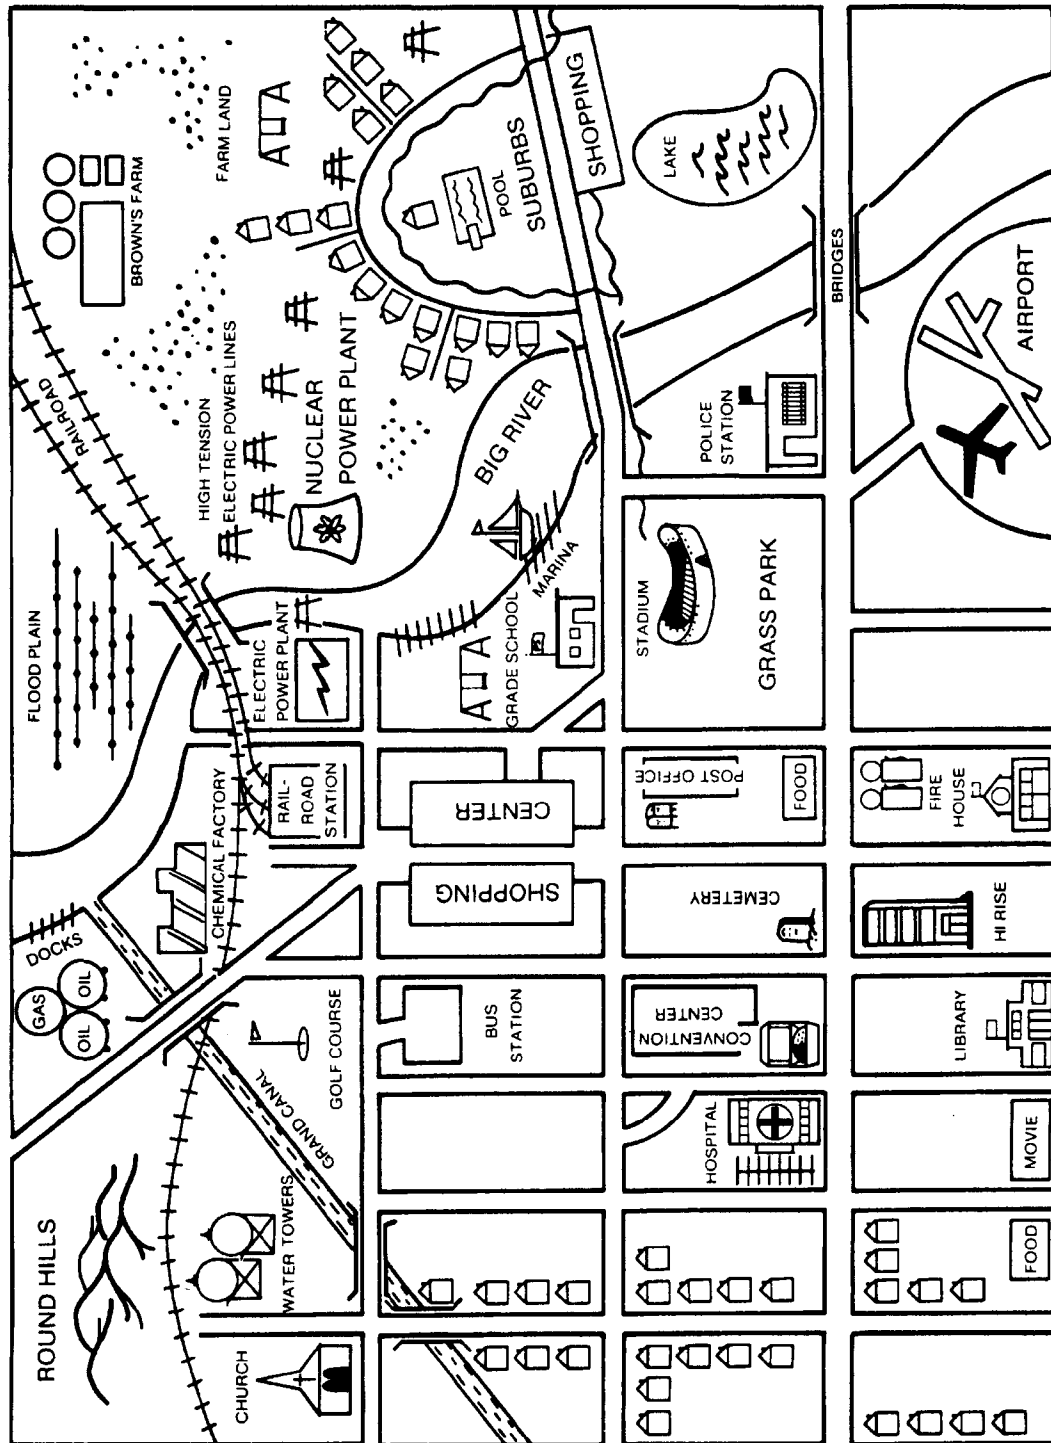 ROUND HILLS
CHURCH
WATER TOWERS
GRAND CANAL
GOLF COURSE
GAS
OIL
OIL
DOCKS
CHEMICAL FACTORY
RAIL-
ROAD
STATION
FLOOD PLAIN
RAILROAD
ELECTRIC
POWER PLANT
HIGH TENSION
ELECTRIC POWER LINES
NUCLEAR
POWER PLANT
BROWN'S FARM
FARM LAND
BUS
STATION
SHOPPING
CENTER
GRADE SCHOOL
MARINA
BIG RIVER
POOL
SUBURBS
SHOPPING
HOSPITAL
CONVENTION
CENTER
CEMETERY
POST OFFICE
FOOD
STADIUM
GRASS PARK
POLICE
STATION
LAKE
BRIDGES
FOOD
MOVIE
LIBRARY
HI RISE
FIRE
HOUSE
AIRPORT